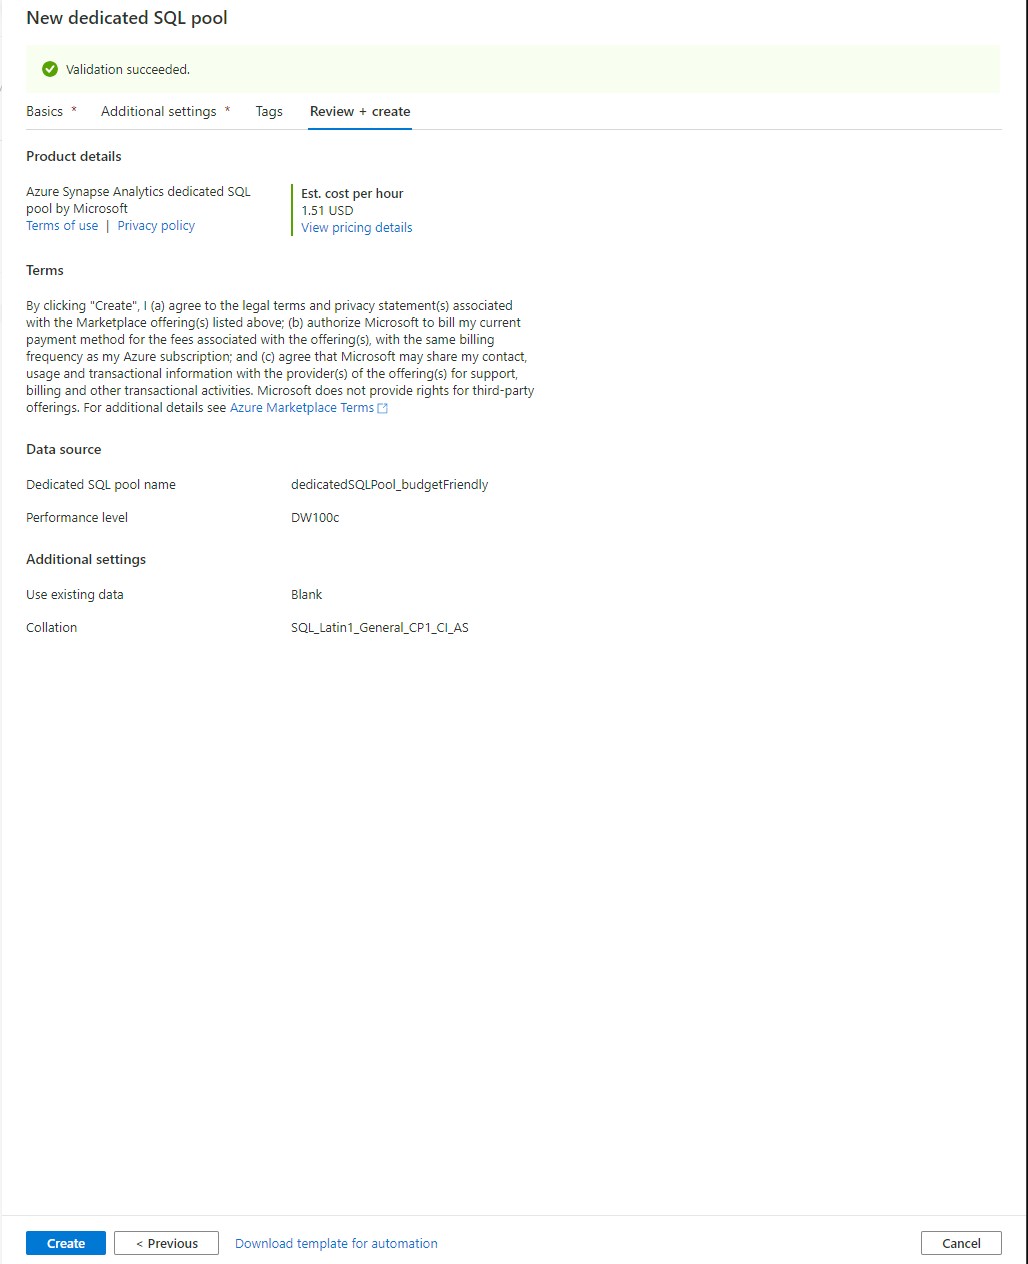 New dedicated SQL pool
Validation succeeded.
Basics * Additional settings * Tags Review + create
Product details
Azure Synapse Analytics dedicated SQL
pool by Microsoft
Terms of use | Privacy policy
Est. cost per hour
1.51 USD
View pricing details
Terms
By clicking "Create", I (a) agree to the legal terms and privacy statement(s) associated
with the Marketplace offering(s) listed above; (b) authorize Microsoft to bill my current
payment method for the fees associated with the offering(s), with the same billing
frequency as my Azure subscription; and (c) agree that Microsoft may share my contact,
usage and transactional information with the provider(s) of the offering(s) for support,
billing and other transactional activities. Microsoft does not provide rights for third-party
offerings. For additional details see Azure Marketplace Terms
Data source
Dedicated SQL pool name dedicatedSQLPool_budgetFriendly
Performance level DW100c
Additional settings
Use existing data Blank
Collation SQL_Latin1_General_CP1_CI_AS
Create < Previous Download template for automation Cancel